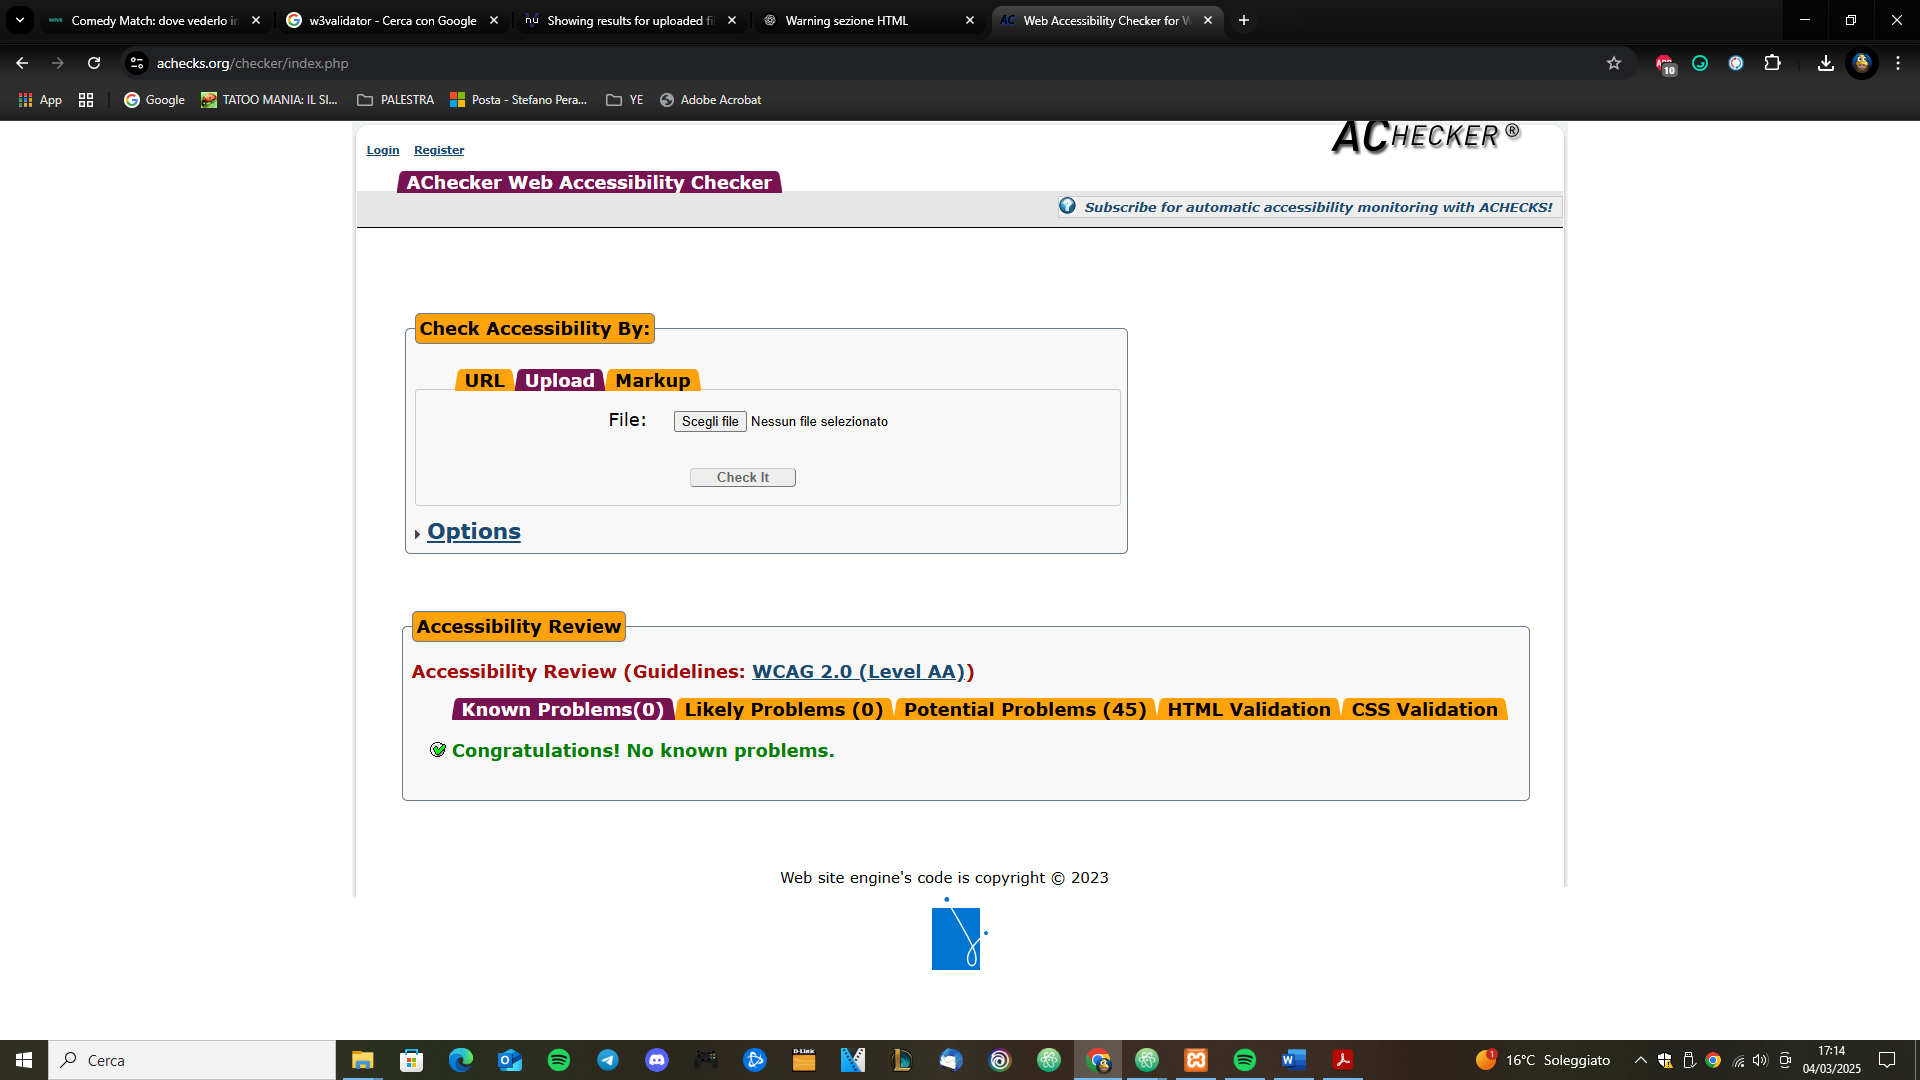 Comedy Match: dove vederlo in
w3validator - Cerca con Google
Showing results for uploaded fi
Warning sezione HTML
Web Accessibility Checker for W
achecks.org/checker/index.php
10
App
Google
TATOO MANIA: IL SI...
PALESTRA
Posta - Stefano Pera...
YE
Adobe Acrobat
ACHECKER ®
Login Register
AChecker Web Accessibility Checker
Subscribe for automatic accessibility monitoring with ACHECKS!
Check Accessibility By:
URL Upload Markup
File: Scegli file Nessun file selezionato
Check It
Options
Accessibility Review
Accessibility Review (Guidelines: WCAG 2.0 (Level AA))
Known Problems(0) Likely Problems (0) Potential Problems (45) HTML Validation CSS Validation
Congratulations! No known problems.
Web site engine's code is copyright © 2023
Cerca
1
16°C Soleggiato
17:14
04/03/2025